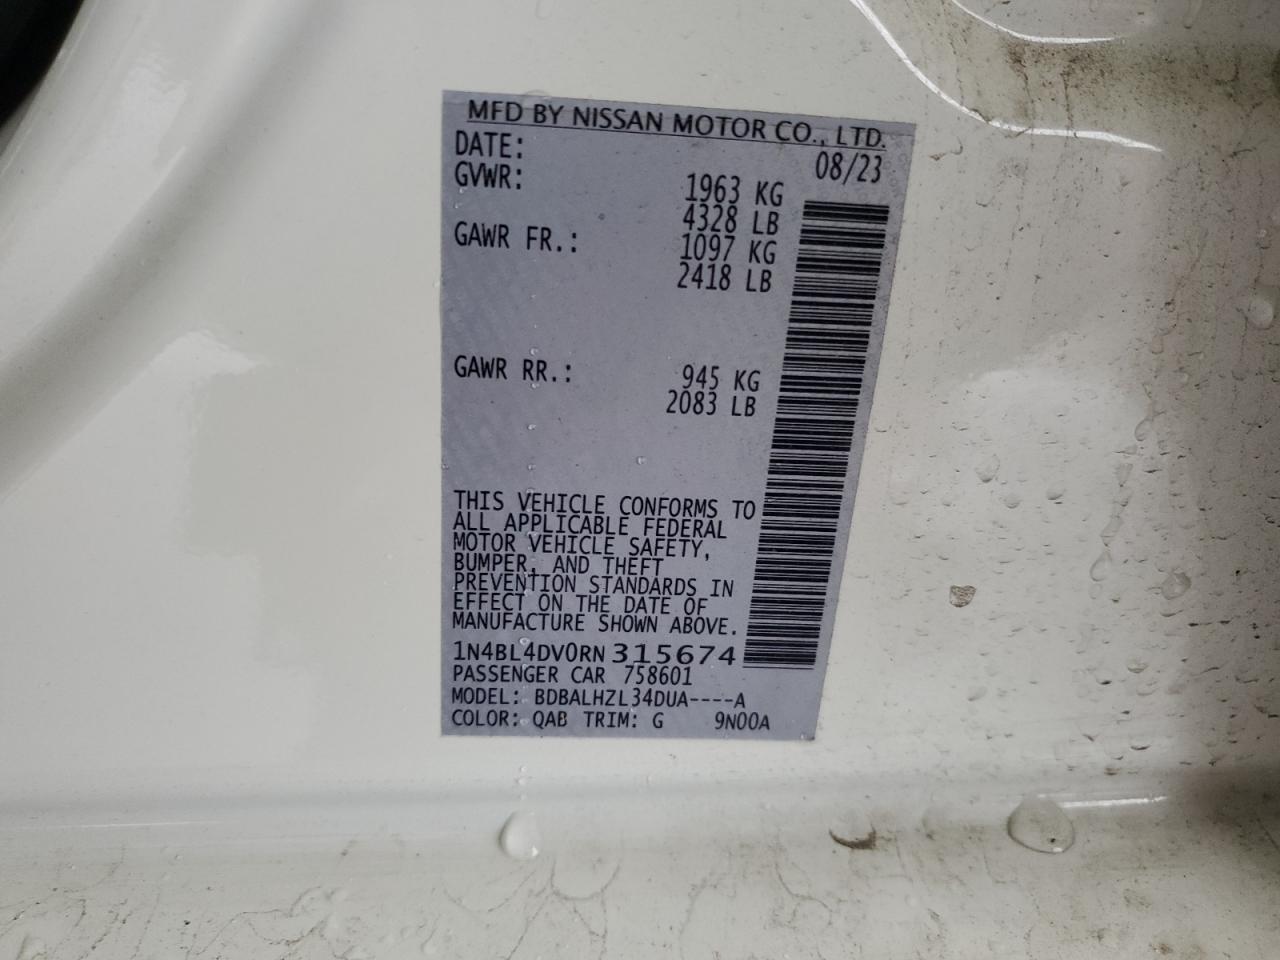 MFD BY NISSAN MOTOR CO., LTD.
DATE: 08/23
GVWR: 1963 KG
4328 LB
GAWR FR.: 1097 KG
2418 LB
GAWR RR.: 945 KG
2083 LB
THIS VEHICLE CONFORMS TO
ALL APPLICABLE FEDERAL
MOTOR VEHICLE SAFETY,
BUMPER, AND THEFT
PREVENTION STANDARDS IN
EFFECT ON THE DATE OF
MANUFACTURE SHOWN ABOVE.
1N4BL4DV0RN315674
PASSENGER CAR 758601
MODEL: BDBALHZL34DUA----A
COLOR: QAB TRIM: G 9N00A